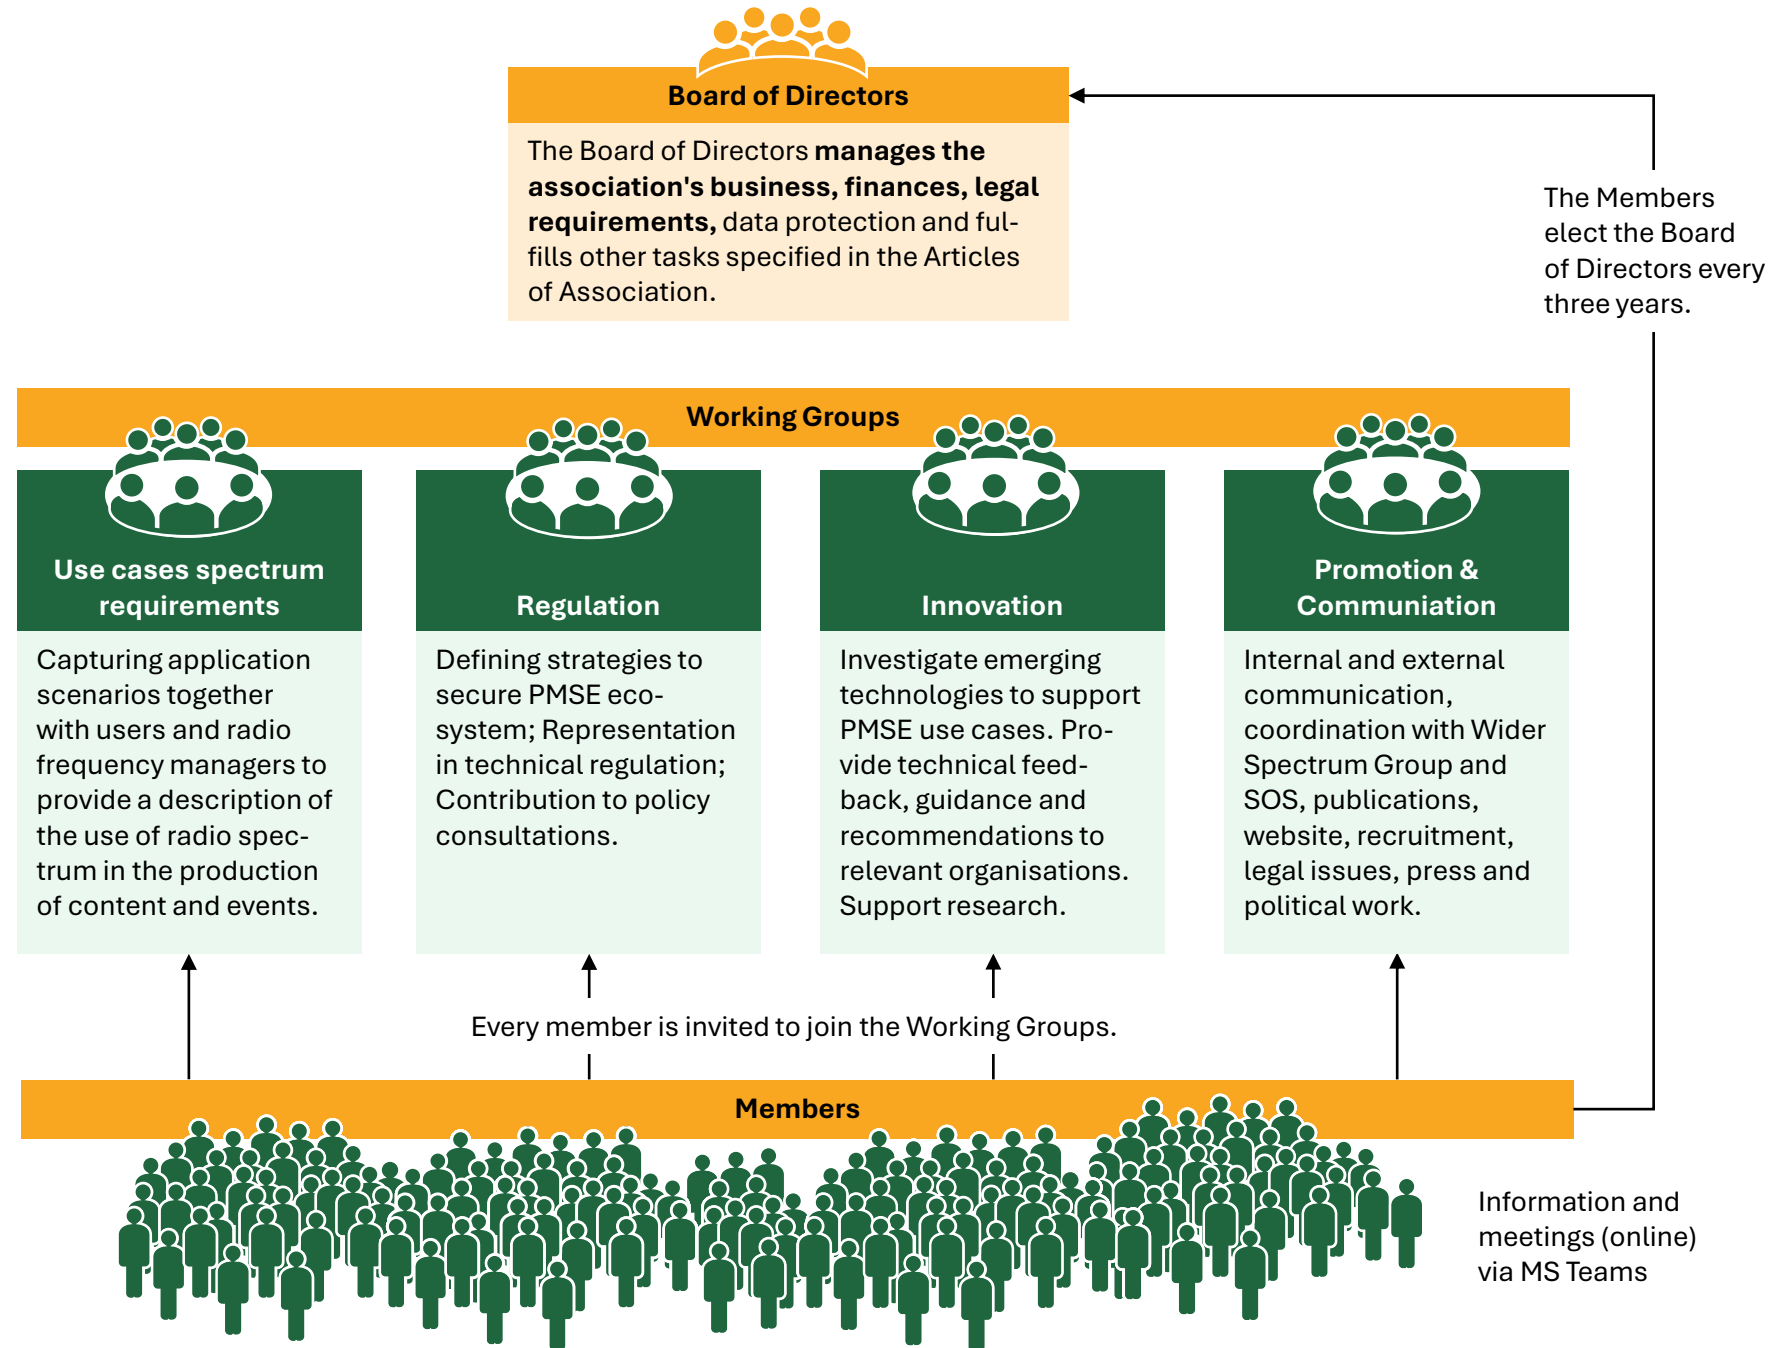 Board of Directors
The Board of Directors manages the
association's business, finances, legal
requirements, data protection and ful-
fills other tasks specified in the Articles
of Association.
The Members
elect the Board
of Directors every
three years.
Working Groups
Use cases spectrum
requirements
Capturing application
scenarios together
with users and radio
frequency managers to
provide a description of
the use of radio spec-
trum in the production
of content and events.
Regulation
Defining strategies to
secure PMSE eco-
system; Representation
in technical regulation;
Contribution to policy
consultations.
Innovation
Investigate emerging
technologies to support
PMSE use cases. Pro-
vide technical feed-
back, guidance and
recommendations to
relevant organisations.
Support research.
Promotion &
Communiation
Internal and external
communication,
coordination with Wider
Spectrum Group and
SOS, publications,
website, recruitment,
legal issues, press and
political work.
Every member is invited to join the Working Groups.
Members
Information and
meetings (online)
via MS Teams